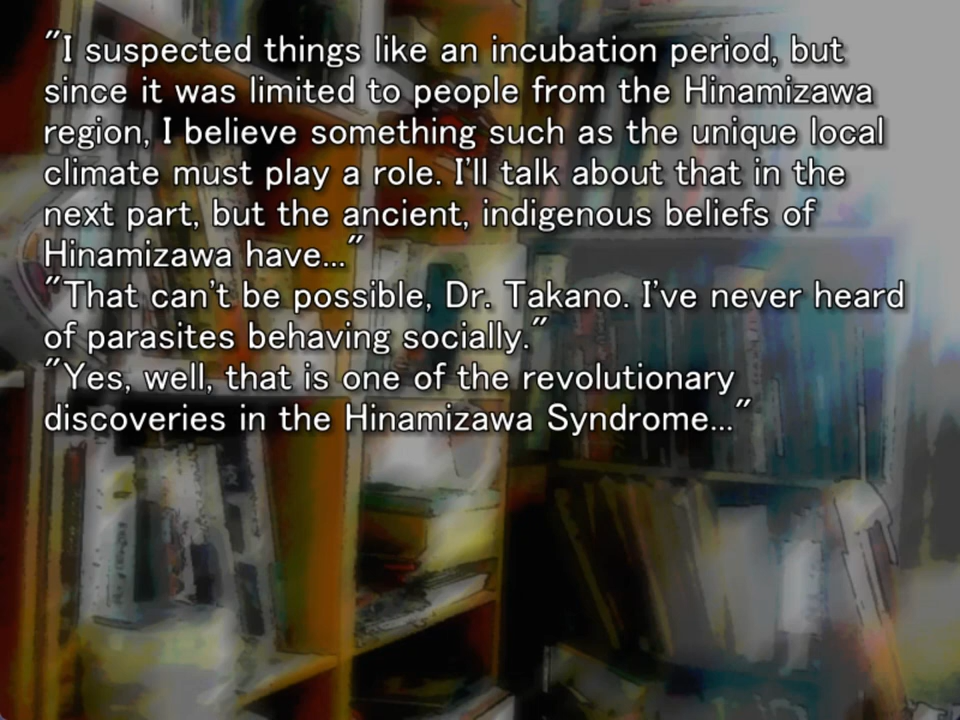 "I suspected things like an incubation period, but
since it was limited to people from the Hinamizawa
region, I believe something such as the unique local
climate must play a role. I'll talk about that in the
next part, but the ancient, indigenous beliefs of
Hinamizawa have..."
"That can't be possible, Dr. Takano. I've never heard
of parasites behaving socially."
"Yes, well, that is one of the revolutionary
discoveries in the Hinamizawa Syndrome..."